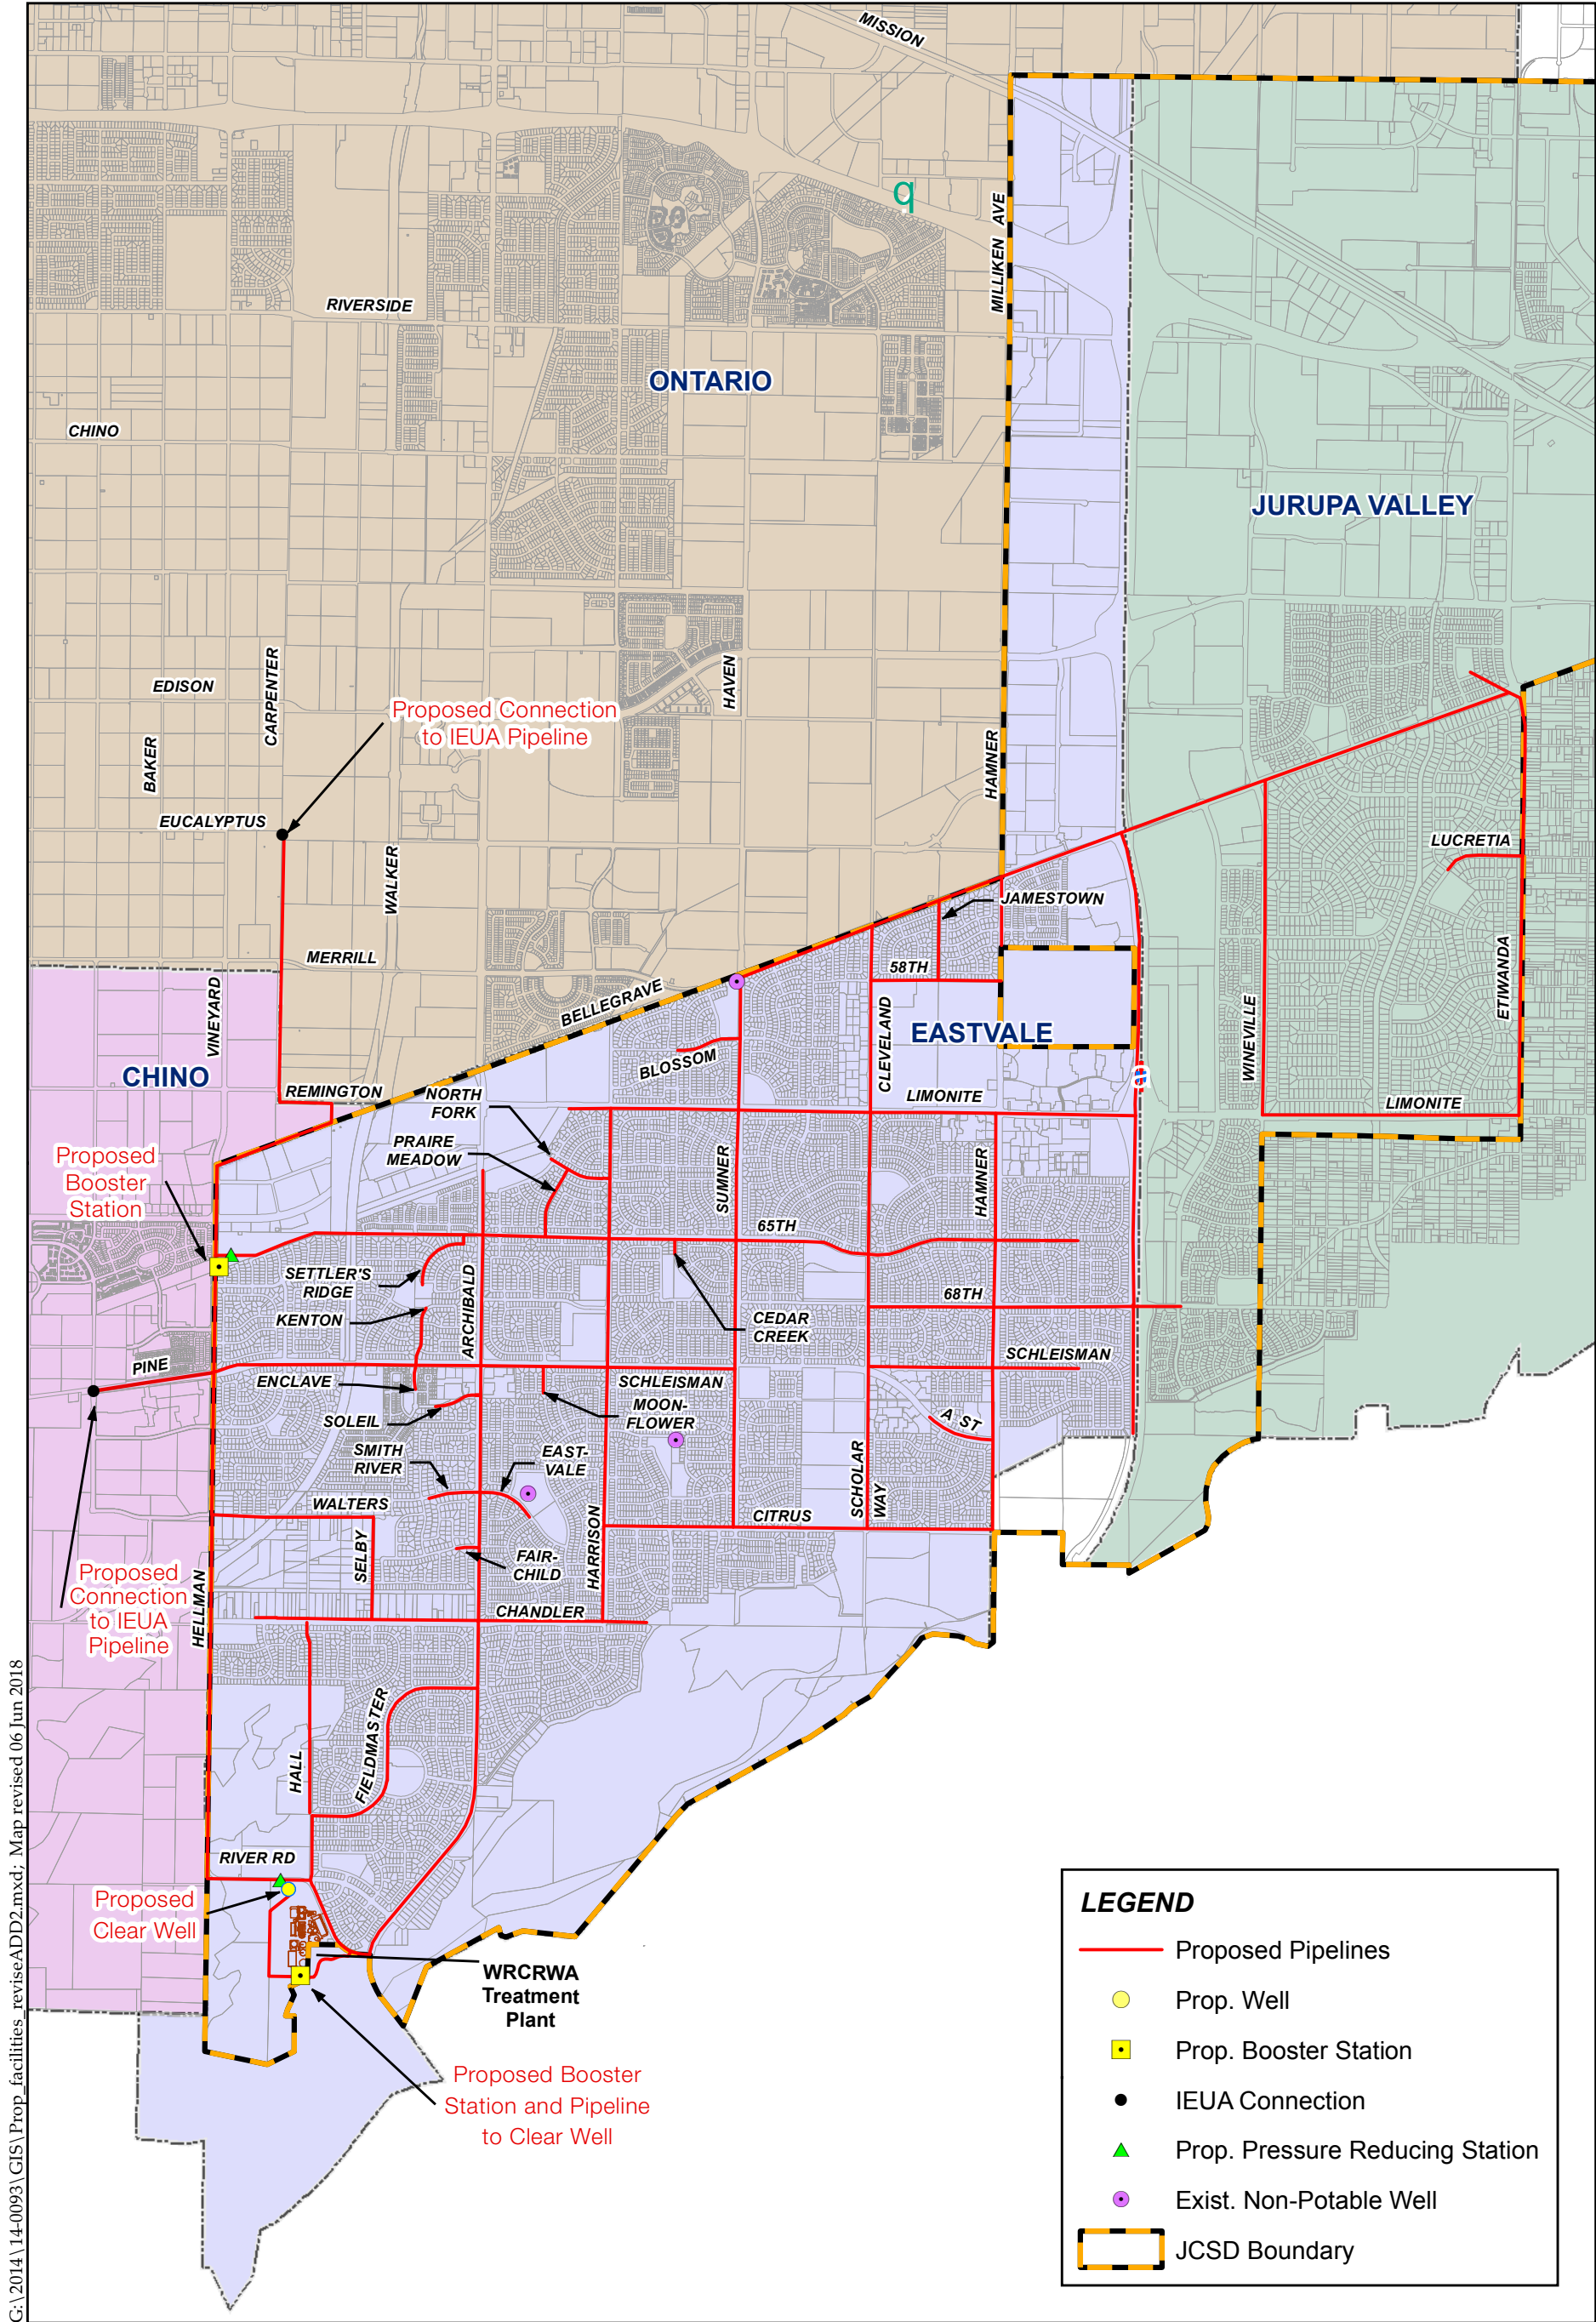 MISSION
q
MILLIKEN AVE
RIVERSIDE
ONTARIO
CHINO
JURUPA VALLEY
EDISON
CARPENTER
HAVEN
Proposed Connection
to IEUA Pipeline
BAKER
HAMNER
EUCALYPTUS
WALKER
LUCRETIA
JAMESTOWN
MERRILL
58TH
BELLEGRAVE
VINEYARD
ETIWANDA
CLEVELAND
EASTVALE
WINEVILLE
BLOSSOM
CHINO
REMINGTON
NORTH
FORK
LIMONITE
LIMONITE
PRAIRE
MEADOW
Proposed
Booster
Station
SUMNER
HAMNER
65TH
SETTLER'S
RIDGE
ARCHIBALD
68TH
KENTON
CEDAR
CREEK
PINE
SCHLEISMAN
ENCLAVE
SCHLEISMAN
MOON-
FLOWER
SOLEIL
A ST
SMITH
RIVER
EAST-
VALE
SCHOLAR
WAY
WALTERS
CITRUS
SELBY
HARRISON
FAIR-
CHILD
HELLMAN
Proposed
Connection
to IEUA
Pipeline
CHANDLER
FIELDMASTER
HALL
RIVER RD
Proposed
Clear Well
WRCRWA
Treatment
Plant
Proposed Booster
Station and Pipeline
to Clear Well
LEGEND
Proposed Pipelines
Prop. Well
Prop. Booster Station
IEUA Connection
Prop. Pressure Reducing Station
Exist. Non-Potable Well
JCSD Boundary
G:\2014\14-0093\GIS\Prop_facilities_reviseADD2.mxd; Map revised 06 Jun 2018